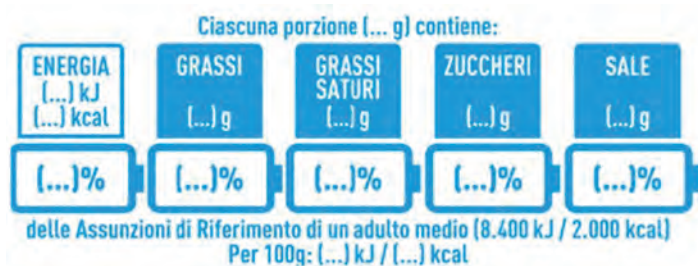 Ciascuna porzione (... g) contiene:
ENERGIA
(...) kJ
(...) kcal
GRASSI
(...) g
GRASSI
SATURI
(...) g
ZUCCHERI
(...) g
SALE
(...) g
(...)% (...)% (...)% (...)% (...)%
delle Assunzioni di Riferimento di un adulto medio (8.400 kJ / 2.000 kcal)
Per 100g: (...) kJ / (...) kcal